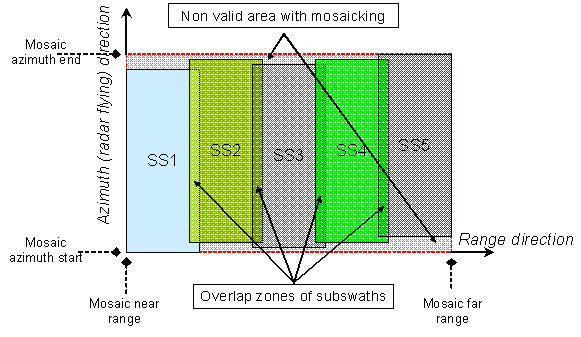 Non valid area with mosaicking
Mosaic
azimuth end
Azimuth (radar flying) direction
SS1
SS2
SS3
SS4
SS5
Mosaic
azimuth start
Range direction
Overlap zones of subswaths
Mosaic near
range
Mosaic far
range